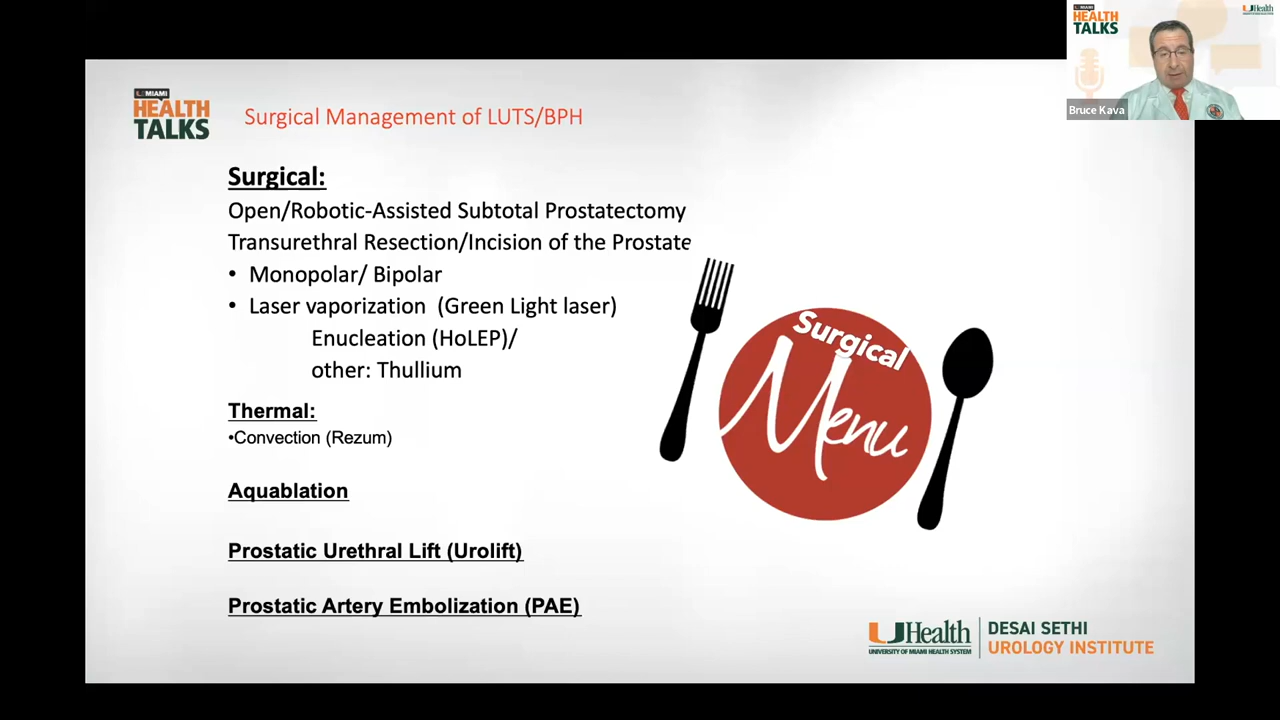 U MIAMI
HEALTH
TALKS
Surgical Management of LUTS/BPH
Surgical:
Open/Robotic-Assisted Subtotal Prostatectomy
Transurethral Resection/Incision of the Prostate
• Monopolar/ Bipolar
• Laser vaporization (Green Light laser)
Enucleation (HoLEP)/
other: Thullium
Thermal:
•Convection (Rezum)
Aquablation
Prostatic Urethral Lift (Urolift)
Prostatic Artery Embolization (PAE)
Surgical
Menu
UHealth
UNIVERSITY OF MIAMI HEALTH SYSTEM
DESAI SETHI
UROLOGY INSTITUTE
U MIAMI
HEALTH
TALKS
UHealth
Bruce Kava